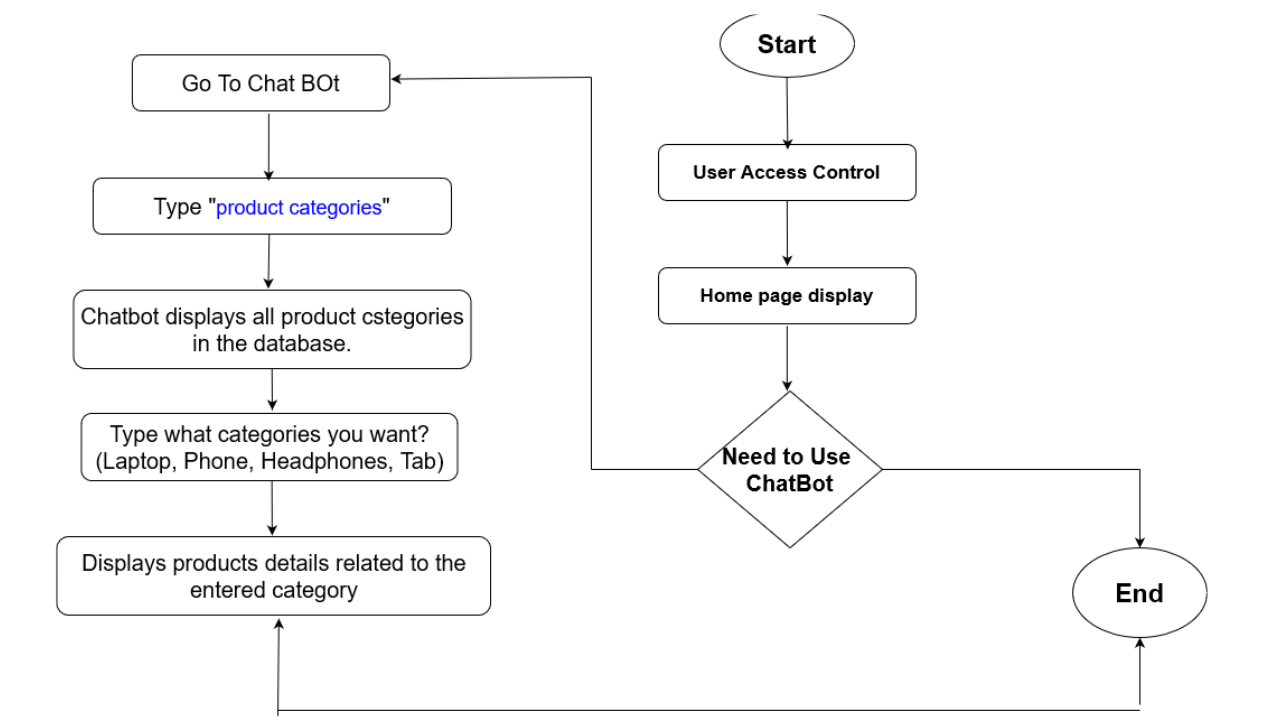 Start
User Access Control
Home page display
Need to Use
ChatBot
Go To Chat BOt
Type "product categories"
Chatbot displays all product cstegories
in the database.
Type what categories you want?
(Laptop, Phone, Headphones, Tab)
Displays products details related to the
entered category
End